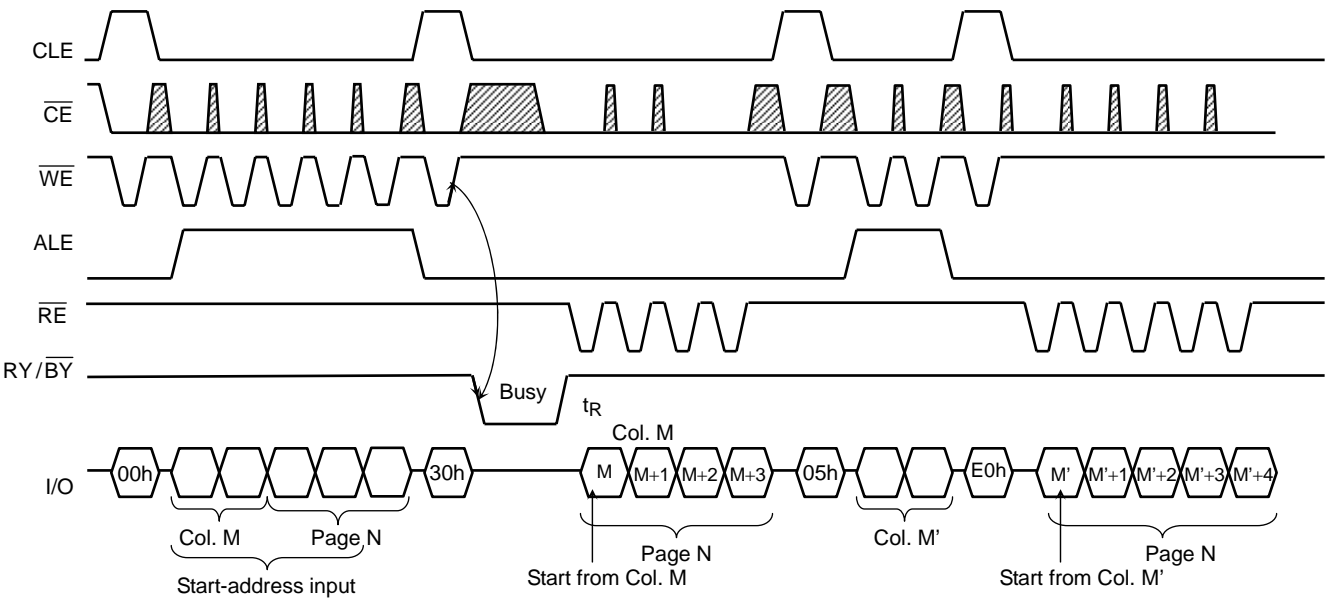 CLE
CE
WE
ALE
RE
RY/BY
Busy
tR
Col. M
I/O
00h
30h
M
M+1
M+2
M+3
05h
E0h
M'
M'+1
M'+2
M'+3
M'+4
Col. M
Page N
Col. M'
Page N
Page N
Start-address input
Start from Col. M
Start from Col. M'